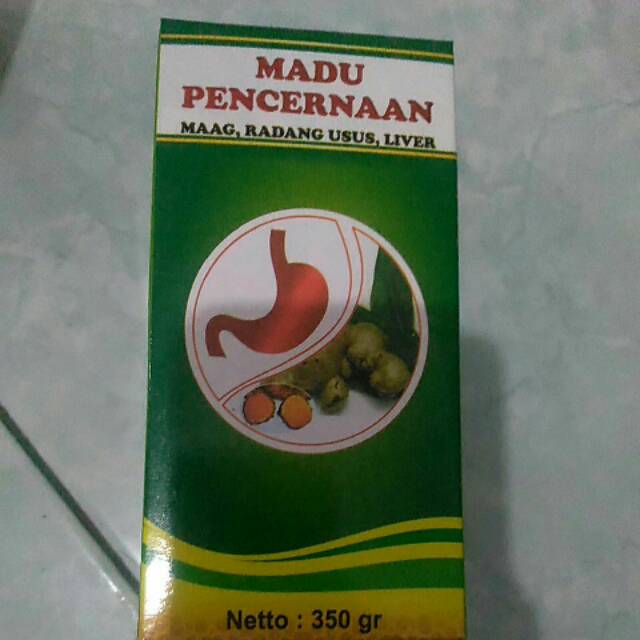 MADU
PENCERNAAN
MAAG, RADANG USUS, LIVER
Netto : 350 gr